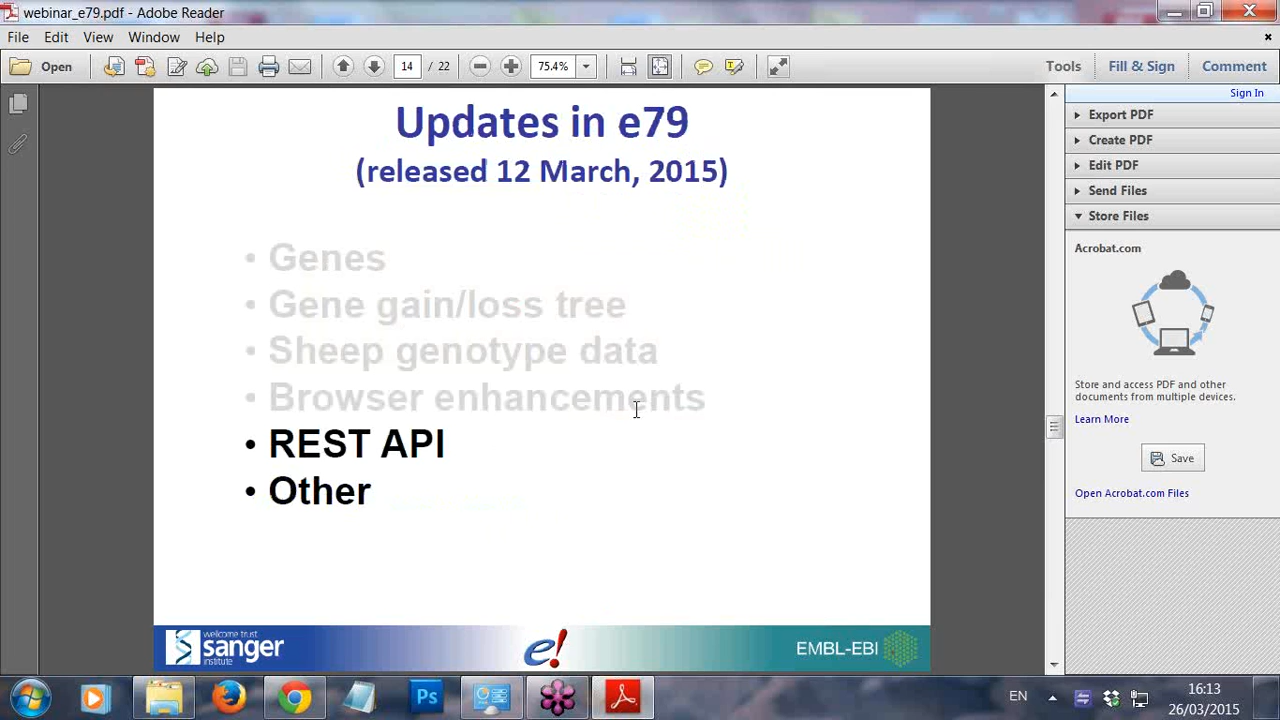 webinar_e79.pdf - Adobe Reader
File Edit View Window Help
Open 14 / 22 75.4% Tools Fill & Sign Comment
Sign In
Updates in e79
(released 12 March, 2015)
• Genes
• Gene gain/loss tree
• Sheep genotype data
• Browser enhancements
• REST API
• Other
wellcome trust
sanger
institute
e!
EMBL-EBI
Export PDF
Create PDF
Edit PDF
Send Files
Store Files
Acrobat.com
Store and access PDF and other
documents from multiple devices.
Learn More
Save
Open Acrobat.com Files
Ps
EN
16:13
26/03/2015